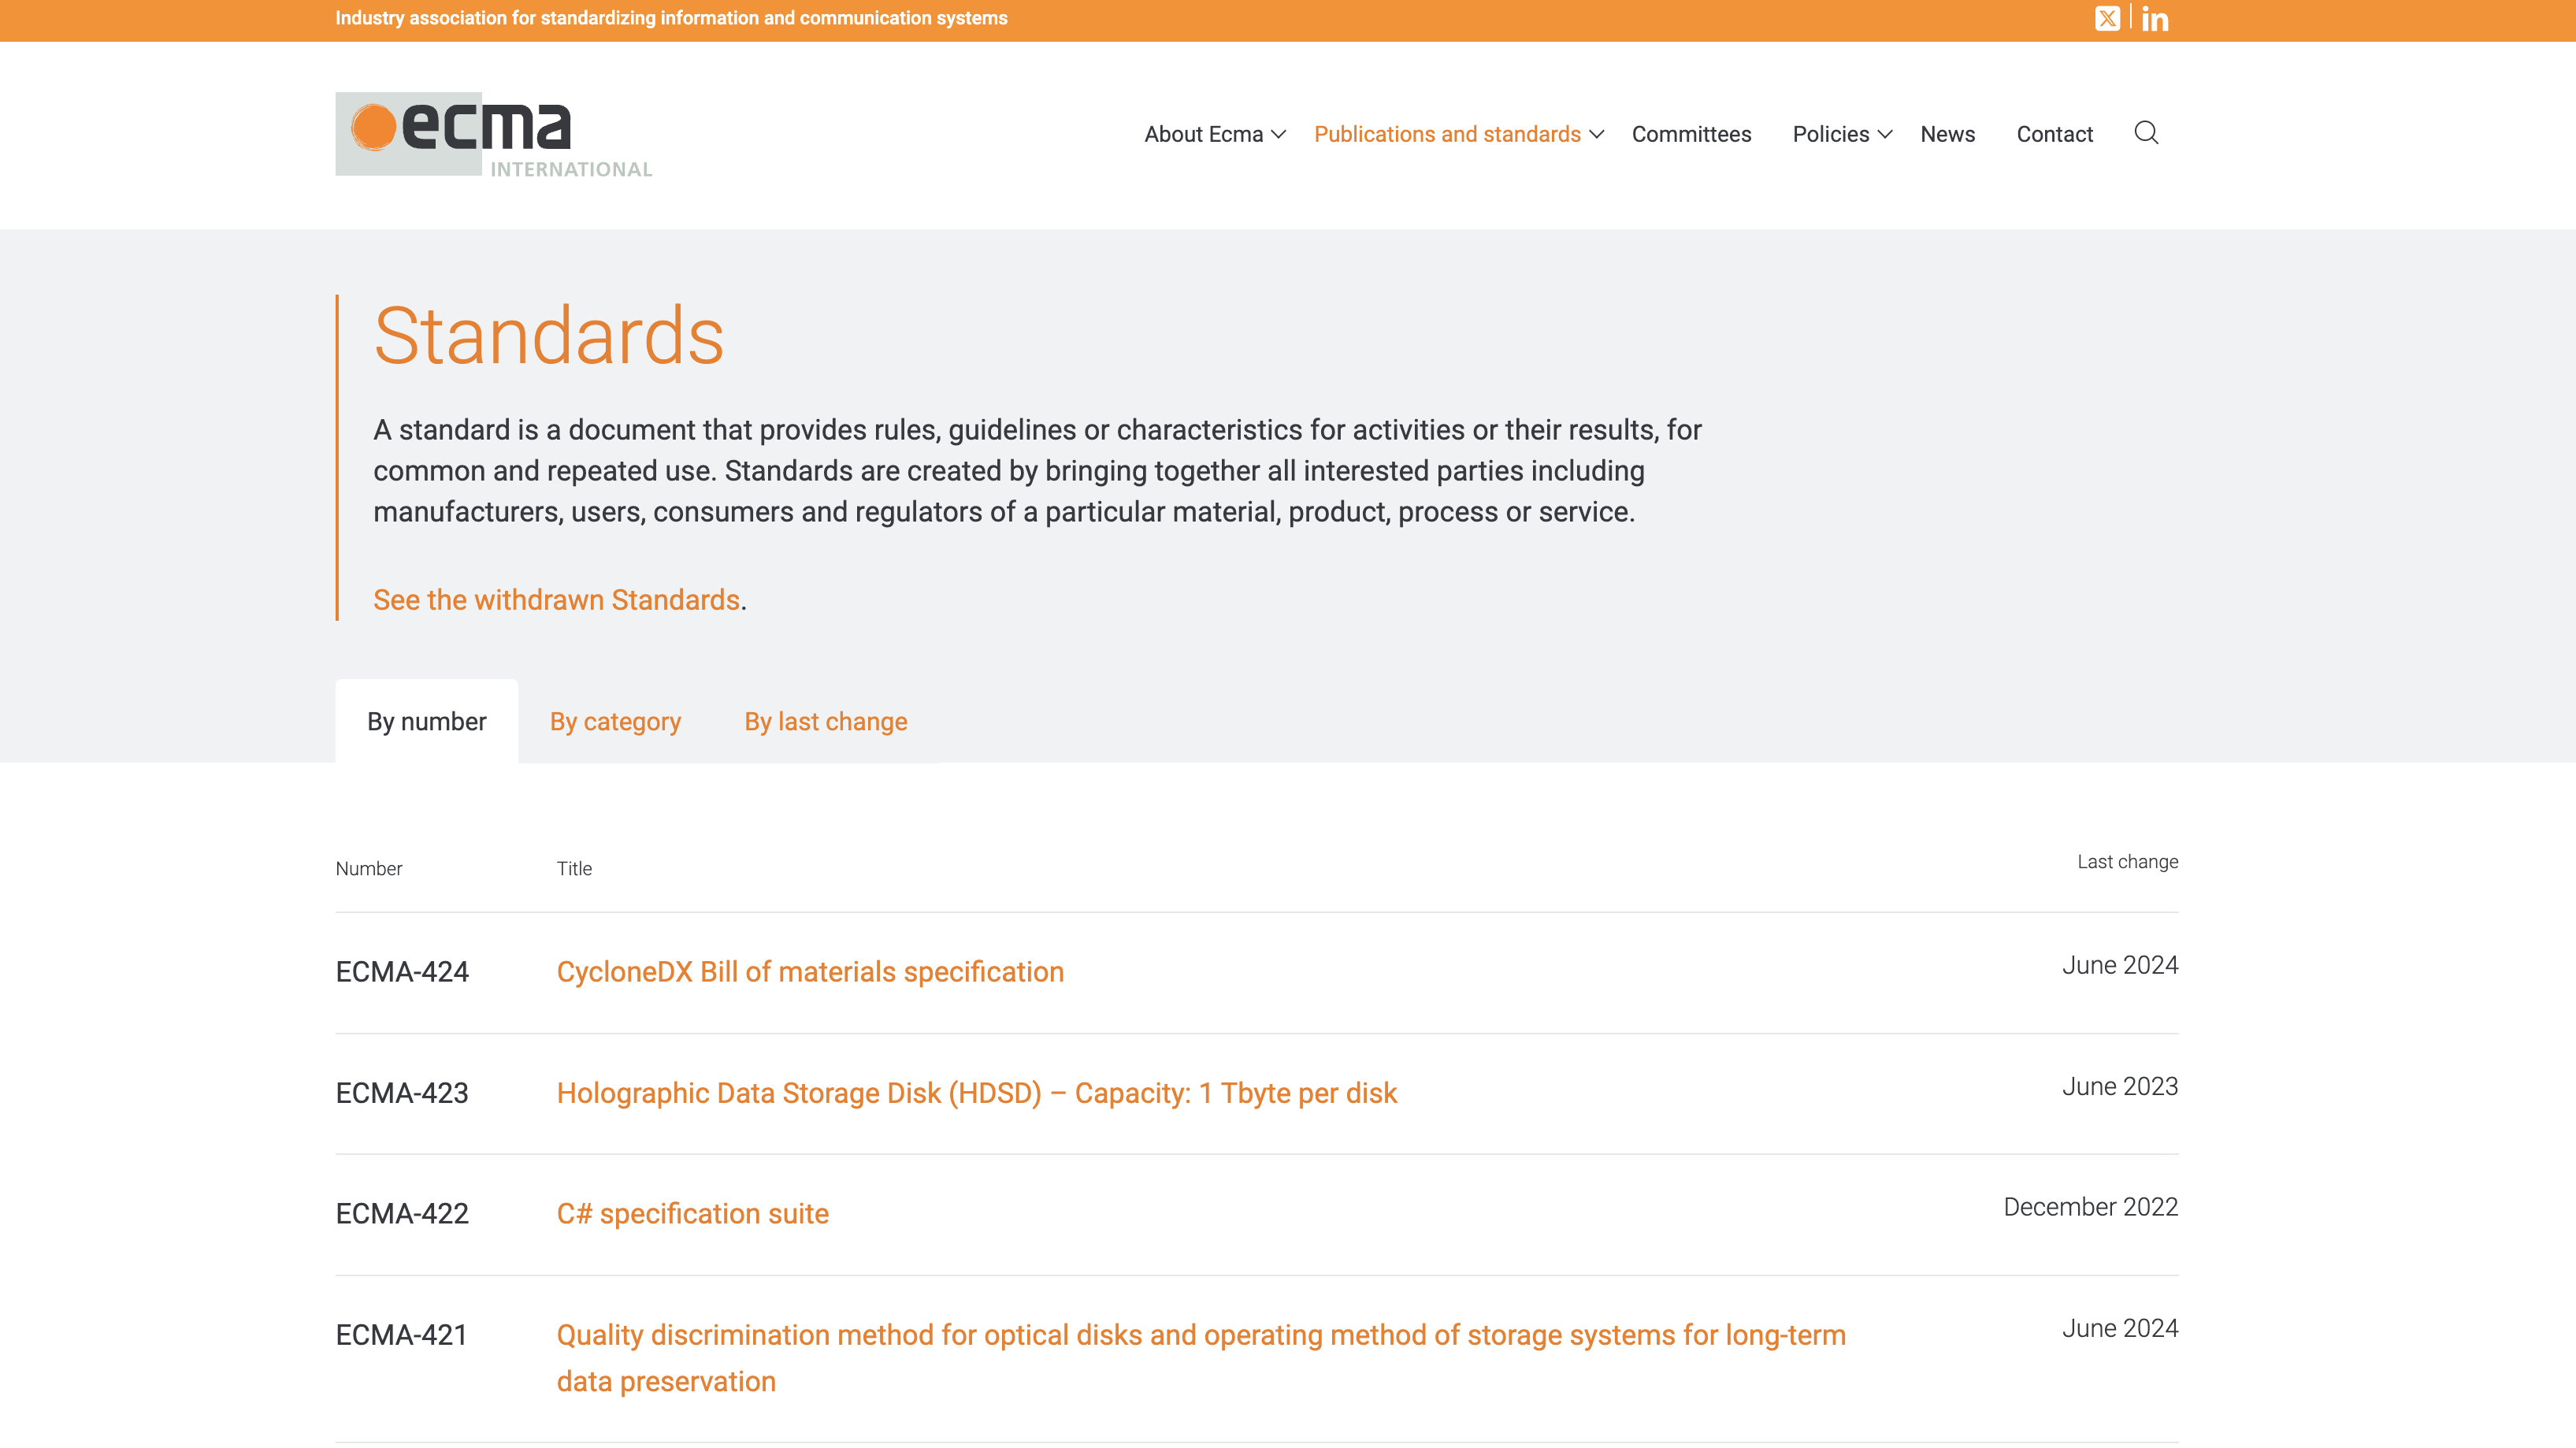 Industry association for standardizing information and communication systems
ecma
INTERNATIONAL
About Ecma
Publications and standards
Committees
Policies
News
Contact
Standards
A standard is a document that provides rules, guidelines or characteristics for activities or their results, for
common and repeated use. Standards are created by bringing together all interested parties including
manufacturers, users, consumers and regulators of a particular material, product, process or service.
See the withdrawn Standards.
By number
By category
By last change
Number
Title
Last change
ECMA-424
CycloneDX Bill of materials specification
June 2024
ECMA-423
Holographic Data Storage Disk (HDSD) – Capacity: 1 Tbyte per disk
June 2023
ECMA-422
C# specification suite
December 2022
ECMA-421
Quality discrimination method for optical disks and operating method of storage systems for long-term
data preservation
June 2024